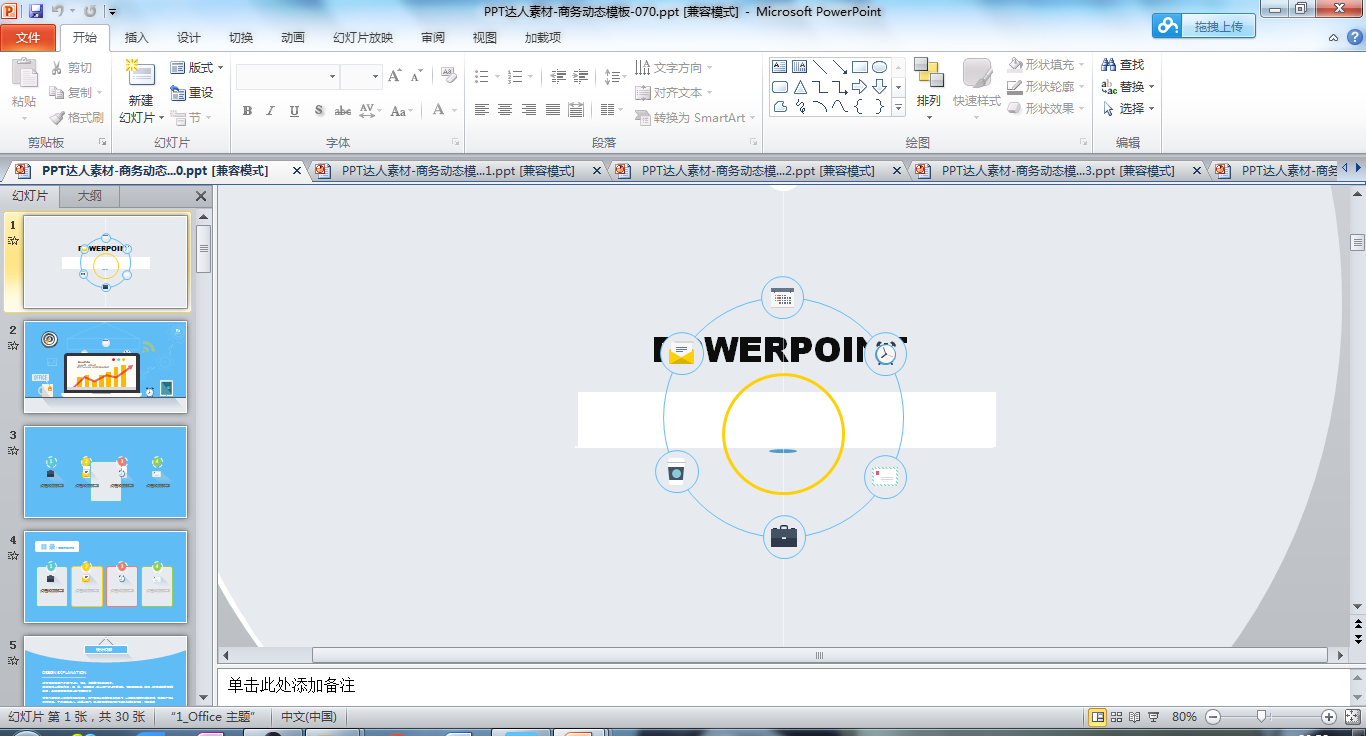 PPT达人素材-商务动态模板-070.ppt [兼容模式] - Microsoft PowerPoint
拖拽上传
文件 开始 插入 设计 切换 动画 幻灯片放映 审阅 视图 加载项
粘贴 剪切 复制 格式刷 剪贴板
新建 幻灯片 版式 重设 节 幻灯片
B I U S abc AV Aa A 字体
文字方向 对齐文本 转换为 SmartArt 段落
排列 快速样式 形状填充 形状轮廓 形状效果 绘图
查找 替换 选择 编辑
PPT达人素材-商务动态...0.ppt [兼容模式] PPT达人素材-商务动态模...1.ppt [兼容模式] PPT达人素材-商务动态模...2.ppt [兼容模式] PPT达人素材-商务动态模...3.ppt [兼容模式] PPT达人素材-商务
幻灯片 大纲
1
2
3
4
5
WERPOIN
单击此处添加备注
幻灯片 第 1 张，共 30 张 "1_Office 主题" 中文(中国) 80%